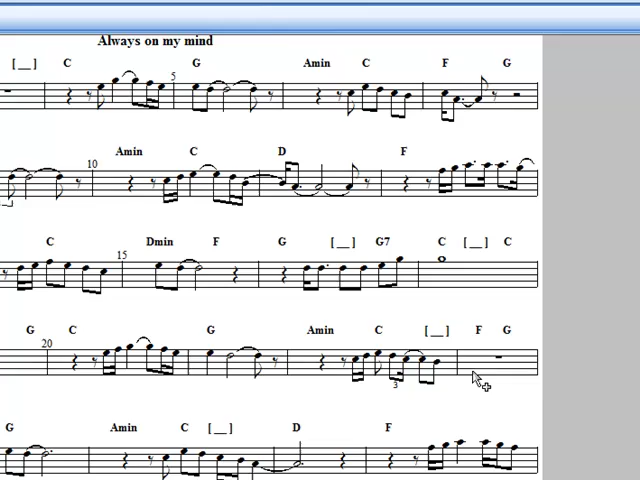 Always on my mind
[ __ ] C G Amin C F G
5
Amin C D F
10
C Dmin F G [ __ ] G7 C [ __ ] C
15
G C G Amin C [ __ ] F G
20
3
G Amin C [ __ ] D F